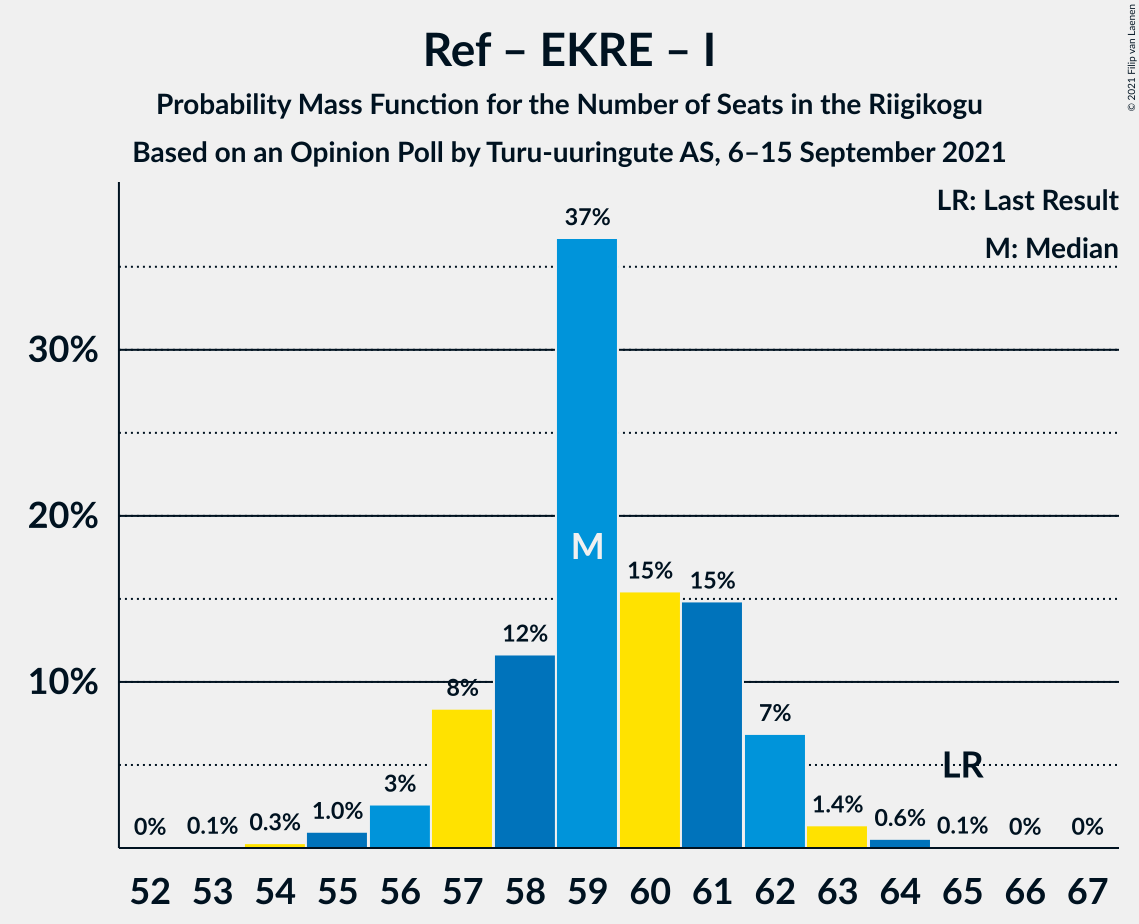 Ref – EKRE – I
Probability Mass Function for the Number of Seats in the Riigikogu
Based on an Opinion Poll by Turu-uuringute AS, 6–15 September 2021
© 2021 Filip van Laenen
LR: Last Result
M: Median
30%
20%
10%
0%
0.1%
0.3%
1.0%
3%
8%
12%
37%
M
15%
15%
7%
1.4%
0.6%
LR
0.1%
0%
0%
52 53 54 55 56 57 58 59 60 61 62 63 64 65 66 67